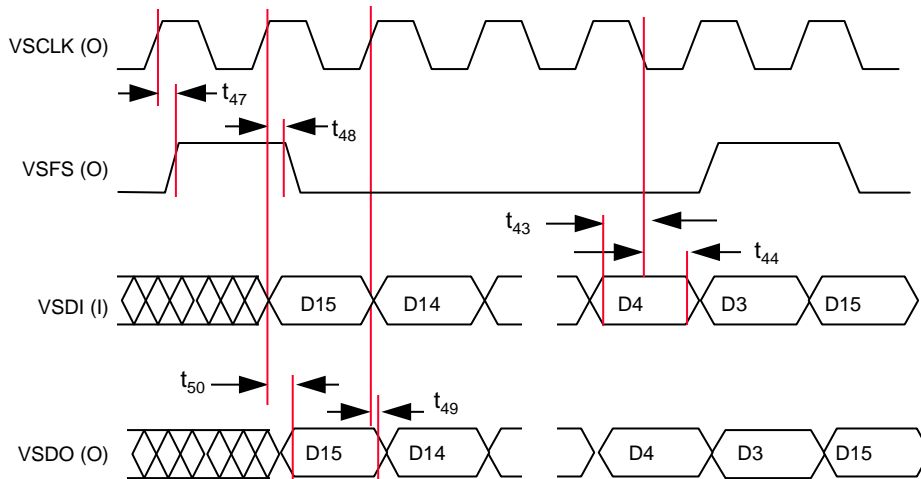 VSCLK (O)
t47
t48
VSFS (O)
t43
t44
VSDI (I) D15 D14 D4 D3 D15
t50
t49
VSDO (O) D15 D14 D4 D3 D15